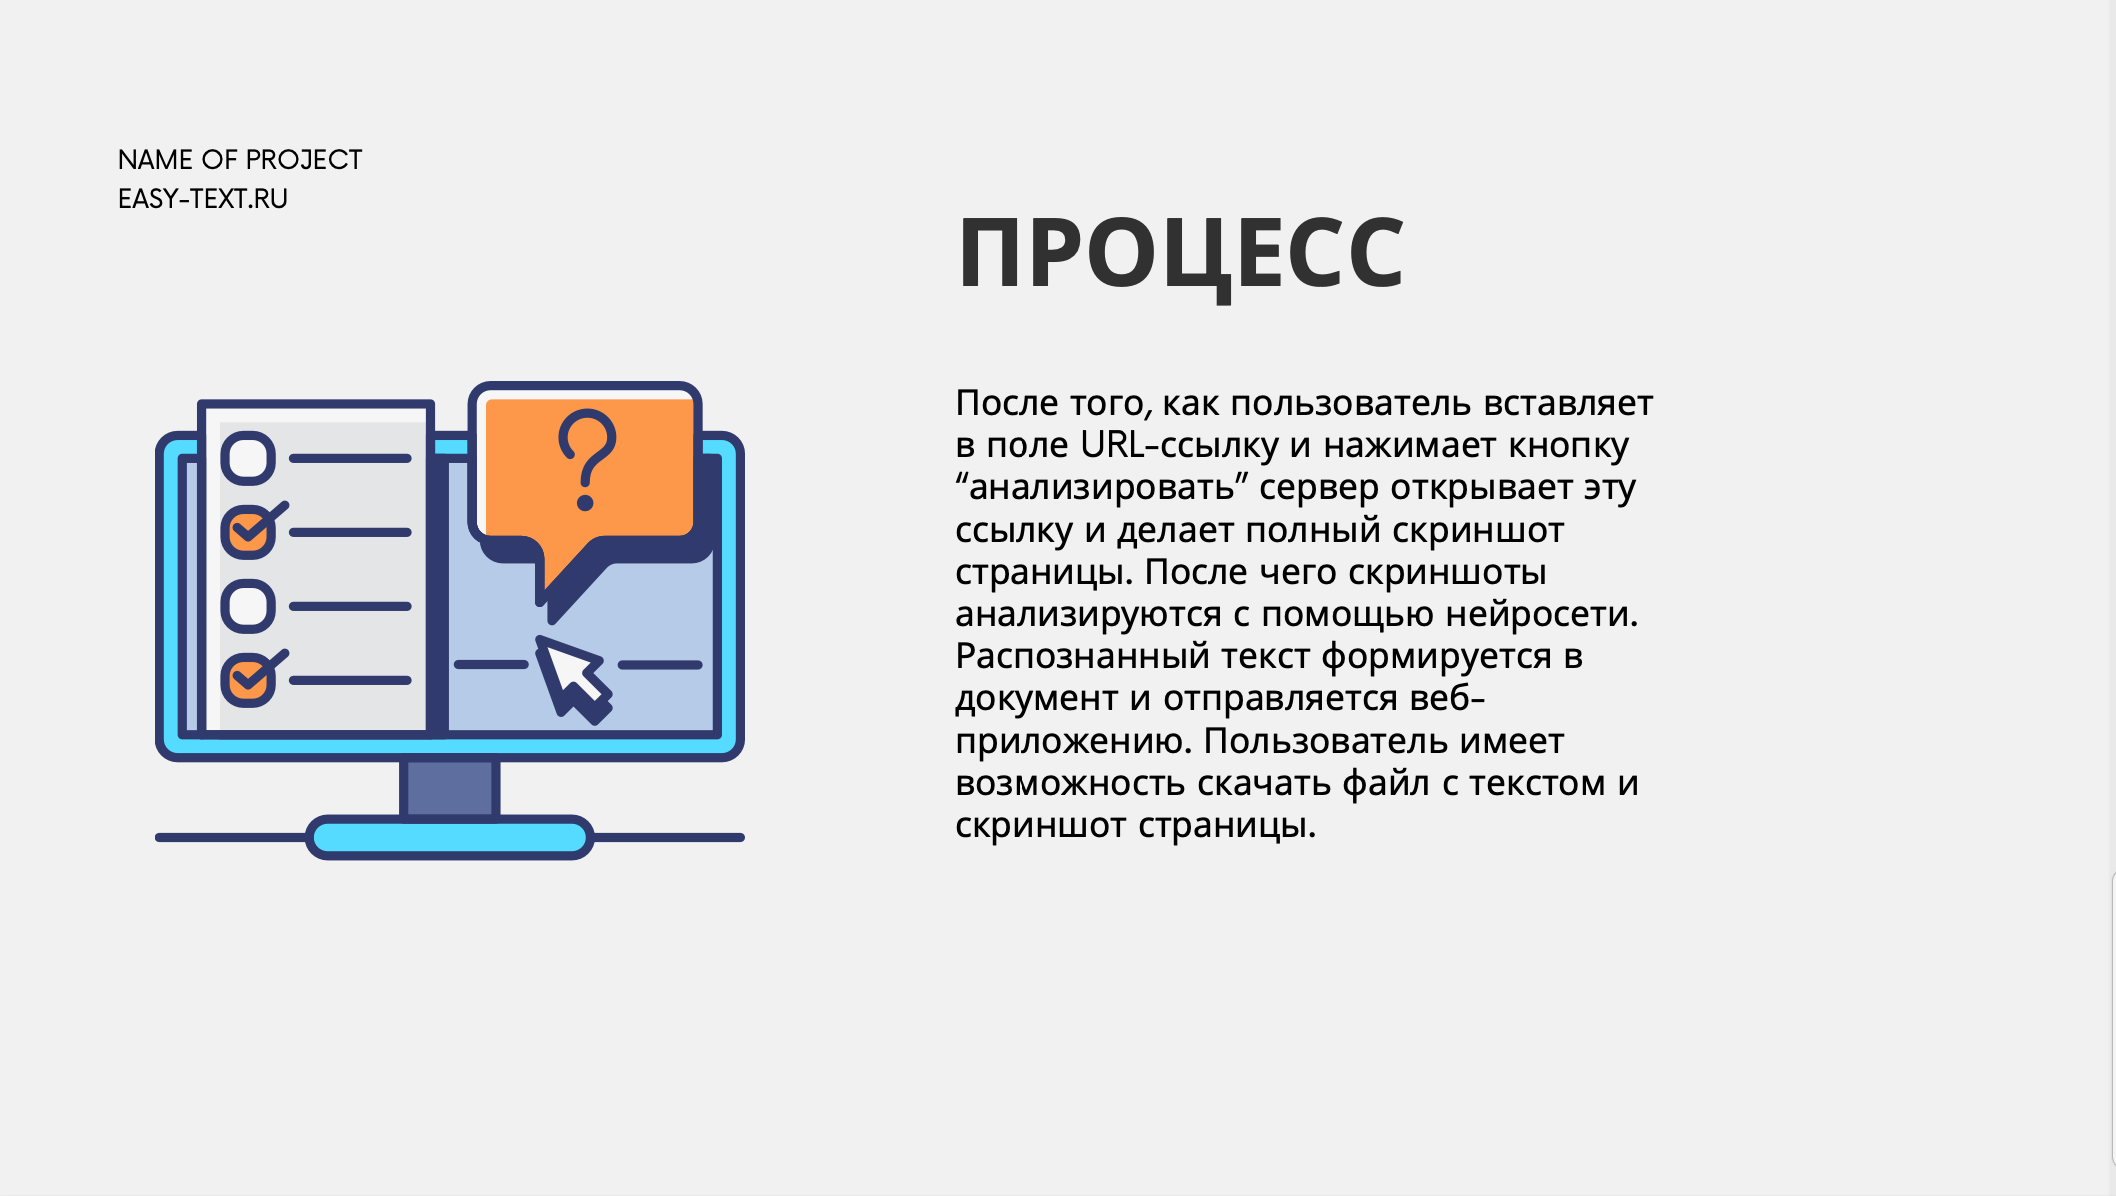 NAME OF PROJECT
EASY-TEXT.RU
ПРОЦЕСС
После того, как пользователь вставляет
в поле URL-ссылку и нажимает кнопку
“анализировать” сервер открывает эту
ссылку и делает полный скриншот
страницы. После чего скриншоты
анализируются с помощью нейросети.
Распознанный текст формируется в
документ и отправляется веб-
приложению. Пользователь имеет
возможность скачать файл с текстом и
скриншот страницы.
?